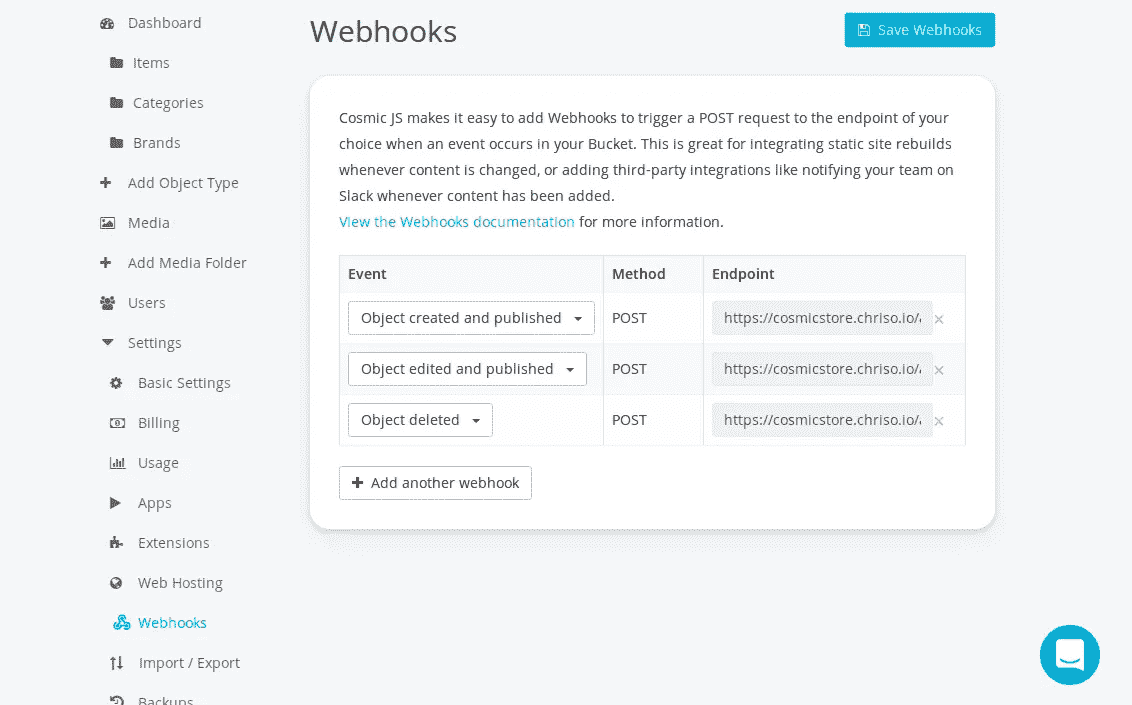 Dashboard
Items
Categories
Brands
Add Object Type
Media
Add Media Folder
Users
Settings
Basic Settings
Billing
Usage
Apps
Extensions
Web Hosting
Webhooks
Import / Export
Backups
Webhooks
Save Webhooks
Cosmic JS makes it easy to add Webhooks to trigger a POST request to the endpoint of your
choice when an event occurs in your Bucket. This is great for integrating static site rebuilds
whenever content is changed, or adding third-party integrations like notifying your team on
Slack whenever content has been added.
View the Webhooks documentation for more information.
Event Method Endpoint
Object created and published POST https://cosmicstore.chriso.io/
Object edited and published POST https://cosmicstore.chriso.io/
Object deleted POST https://cosmicstore.chriso.io/
Add another webhook